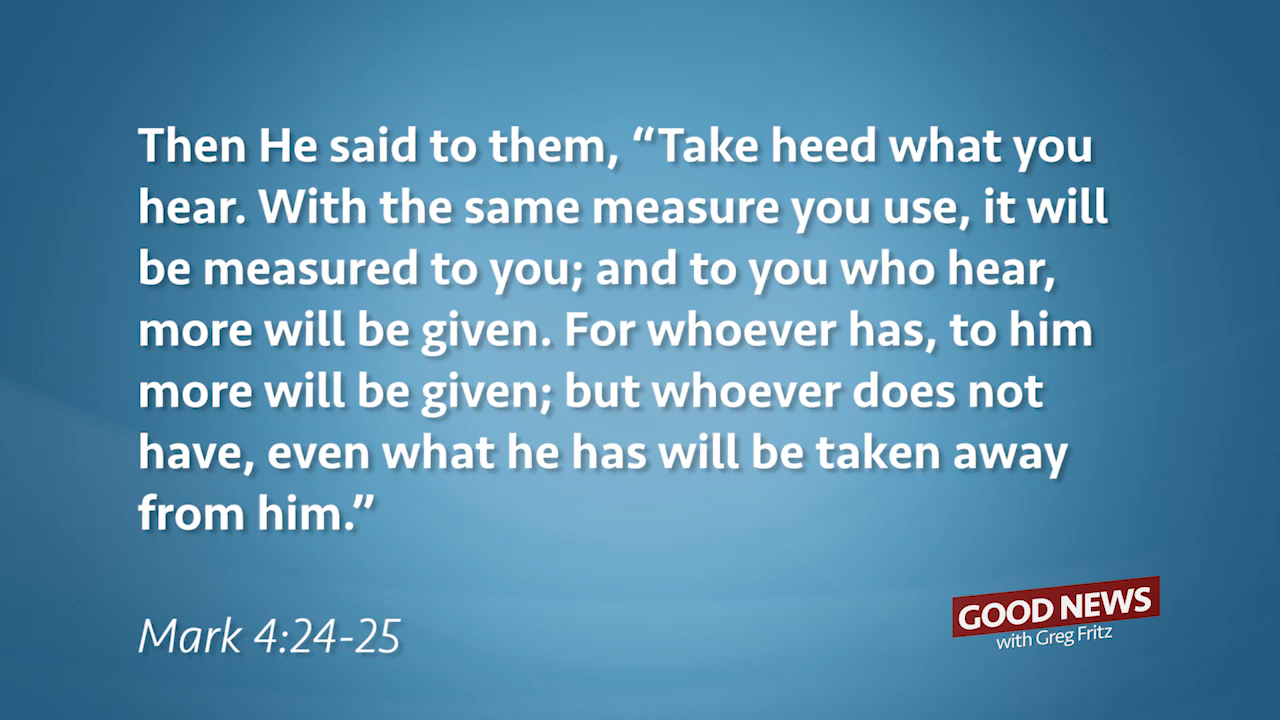 Then He said to them, “Take heed what you
hear. With the same measure you use, it will
be measured to you; and to you who hear,
more will be given. For whoever has, to him
more will be given; but whoever does not
have, even what he has will be taken away
from him.”
Mark 4:24-25
GOOD NEWS
with Greg Fritz